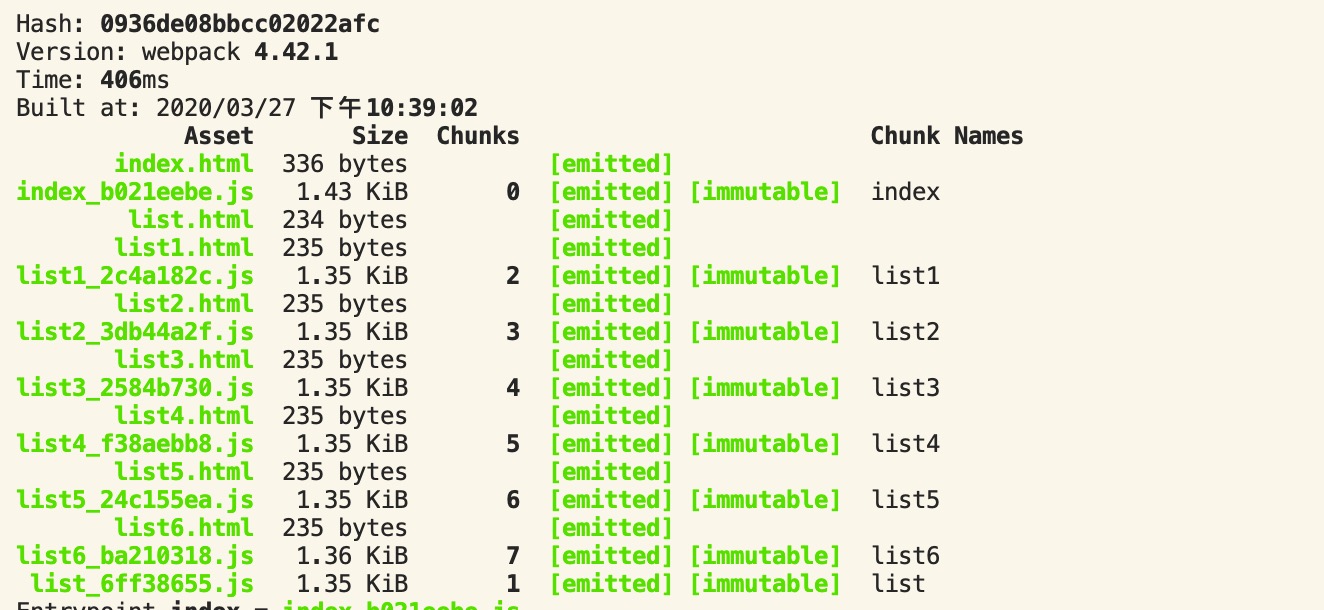 Hash: 0936de08bbcc02022afc
Version: webpack 4.42.1
Time: 406ms
Built at: 2020/03/27 下午10:39:02
Asset Size Chunks Chunk Names
index.html 336 bytes [emitted]
index_b021eebe.js 1.43 KiB 0 [emitted] [immutable] index
list.html 234 bytes [emitted]
list1.html 235 bytes [emitted]
list1_2c4a182c.js 1.35 KiB 2 [emitted] [immutable] list1
list2.html 235 bytes [emitted]
list2_3db44a2f.js 1.35 KiB 3 [emitted] [immutable] list2
list3.html 235 bytes [emitted]
list3_2584b730.js 1.35 KiB 4 [emitted] [immutable] list3
list4.html 235 bytes [emitted]
list4_f38aebb8.js 1.35 KiB 5 [emitted] [immutable] list4
list5.html 235 bytes [emitted]
list5_24c155ea.js 1.35 KiB 6 [emitted] [immutable] list5
list6.html 235 bytes [emitted]
list6_ba210318.js 1.36 KiB 7 [emitted] [immutable] list6
list_6ff38655.js 1.35 KiB 1 [emitted] [immutable] list
Entrypoint index = index_b021eebe.js